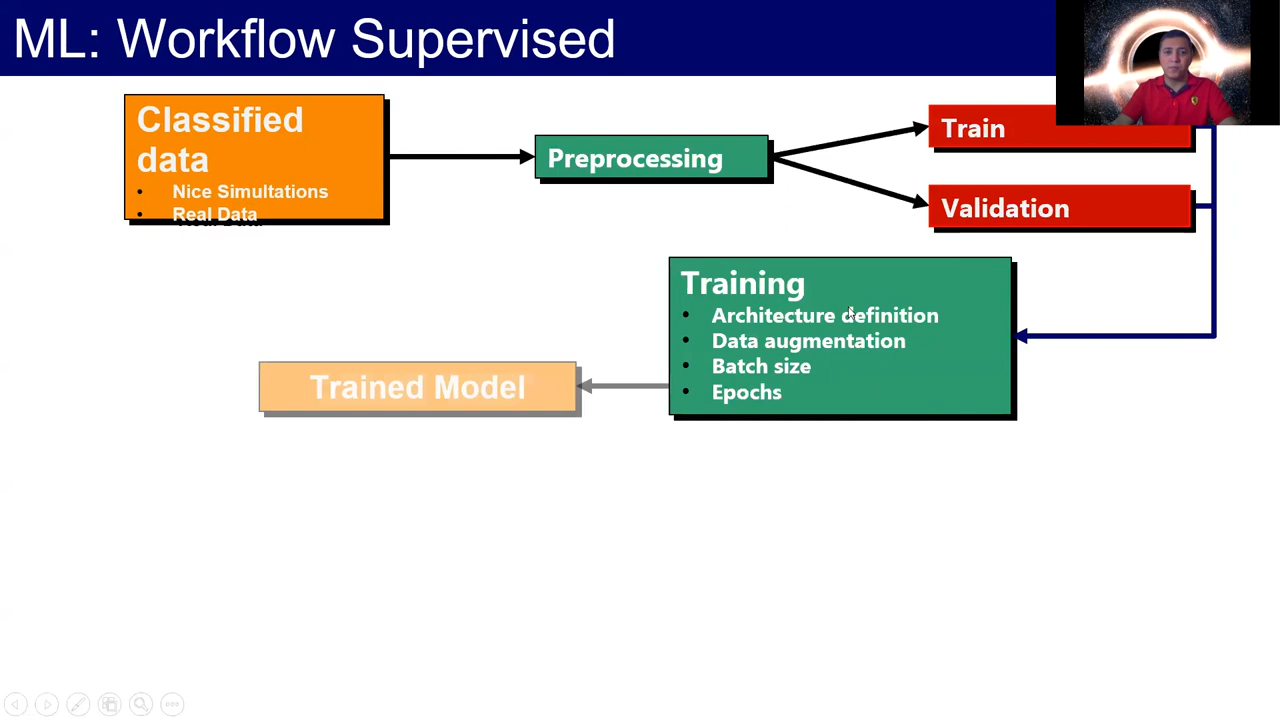 ML: Workflow Supervised
Classified
data
• Nice Simultations
• Real Data
Preprocessing
Train
Validation
Training
• Architecture definition
• Data augmentation
• Batch size
• Epochs
Trained Model